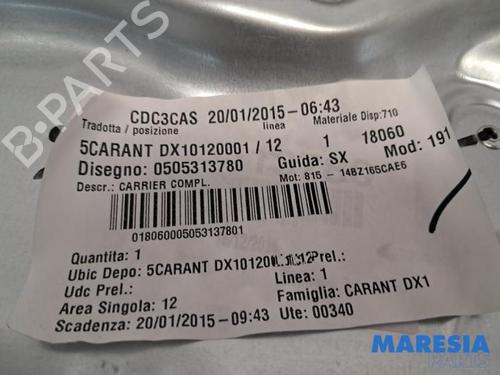 CDC3CAS 20/01/2015-06:43
Tradotta / posizione linea Materiale Disp:710
5CARANT DX10120001 / 12 1 18060
Disegno: 0505313780 Guida: SX Mod: 191
Descr.: CARRIER COMPL. Mot: 815 - 14BZ165CAE6
018060005053137801
Quantita: 1
Ubic Depo: 5CARANT DX10120 Prel.:
Udc Prel.: Linea: 1
Area Singola: 12 Famiglia: CARANT DX1
Scadenza: 20/01/2015-09:43 Ute: 00340
MARESIA
PARTS